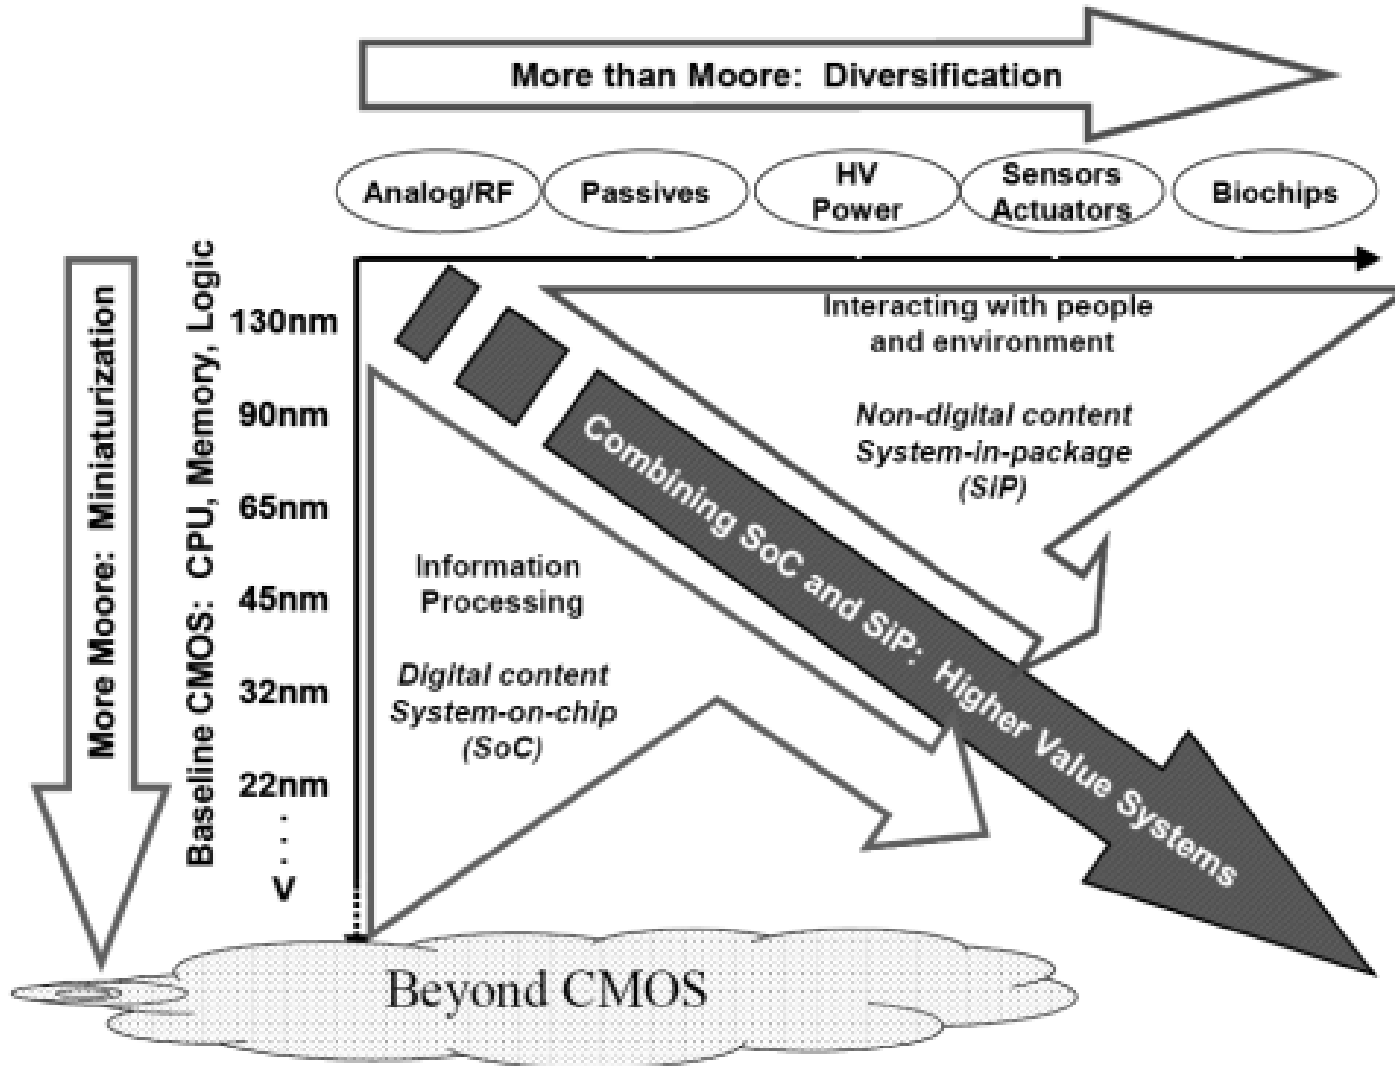 More than Moore: Diversification
Analog/RF
Passives
HV
Power
Sensors
Actuators
Biochips
More Moore: Miniaturization
Baseline CMOS: CPU, Memory, Logic
130nm
90nm
65nm
45nm
32nm
22nm
V
Interacting with people
and environment
Non-digital content
System-in-package
(SiP)
Combining SoC and SiP: Higher Value Systems
Information
Processing
Digital content
System-on-chip
(SoC)
Beyond CMOS